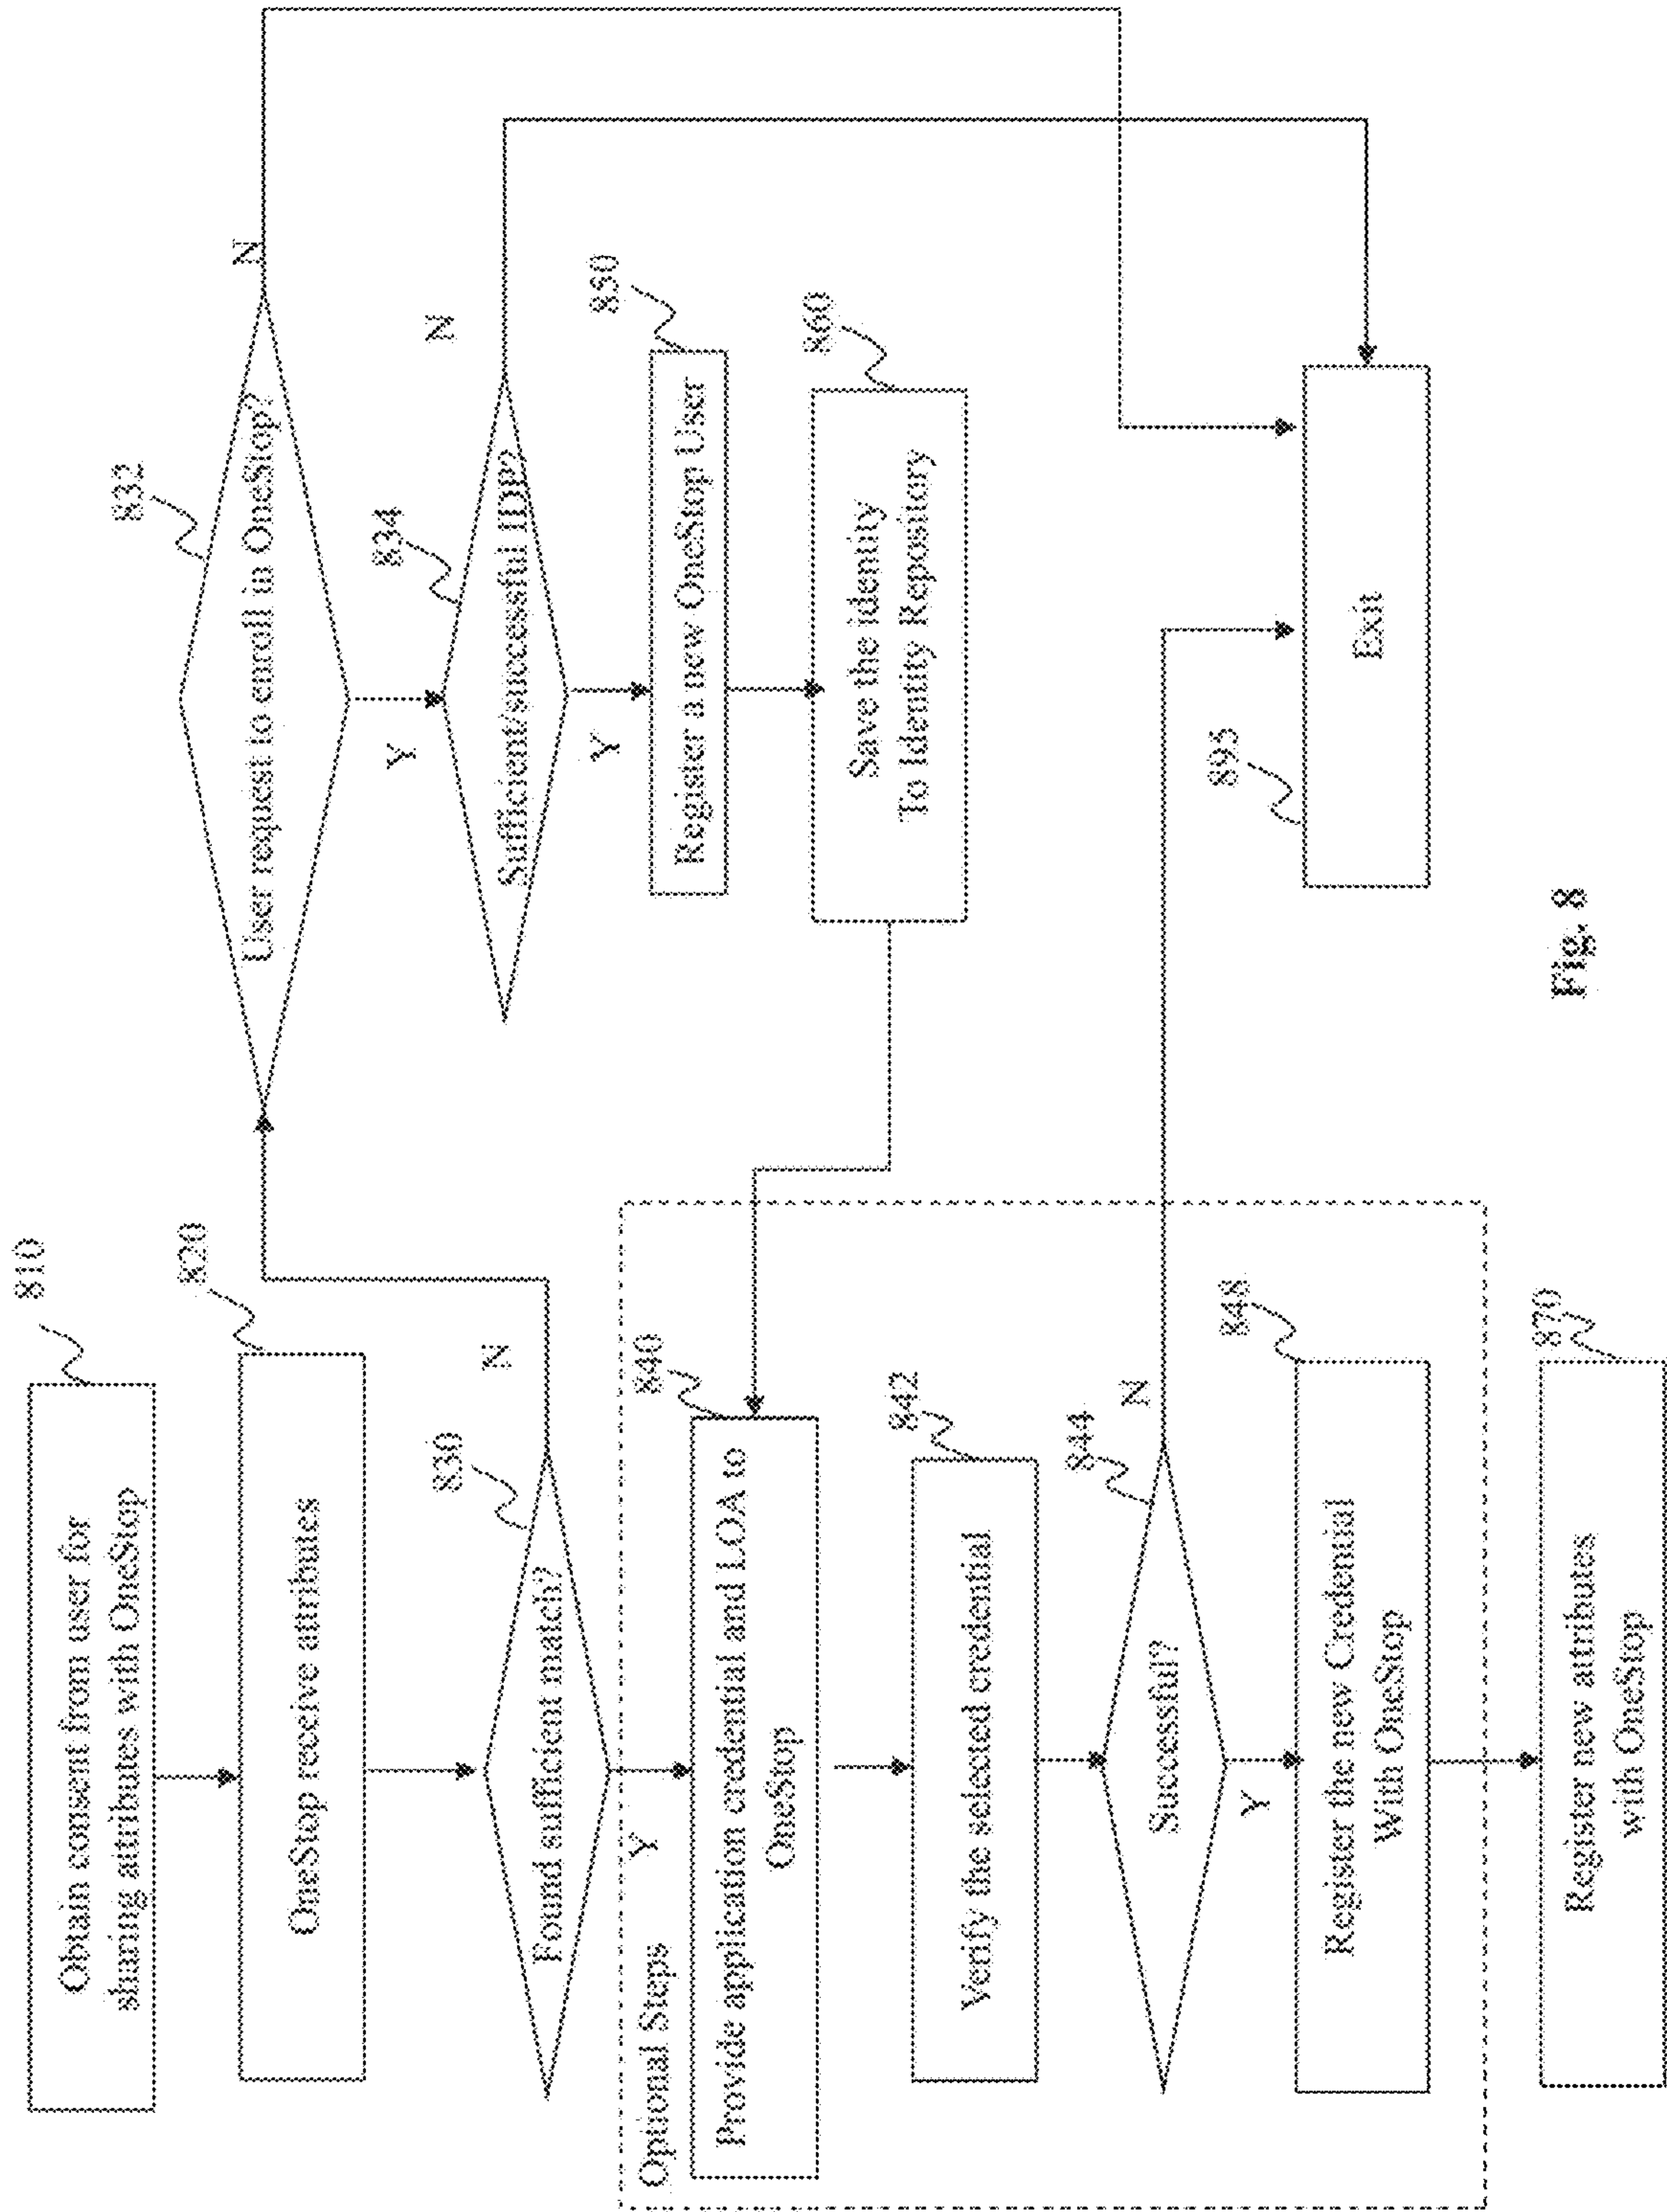 810
Obtain consent from user for
sharing attributes with OneStop
820
OneStop receive attributes
830
Found sufficient match?
N
Y
Optional Steps
840
Provide application credential and LOA to
OneStop
842
Verify the selected credential
844
Successful?
N
Y
848
Register the new Credential
With OneStop
870
Register new attributes
with OneStop
832
User request to enroll in OneStop?
N
Y
834
Sufficient/successful IDP?
N
Y
850
Register a new OneStop User
860
Save the identity
To Identity Repository
895
Exit
Fig. 8